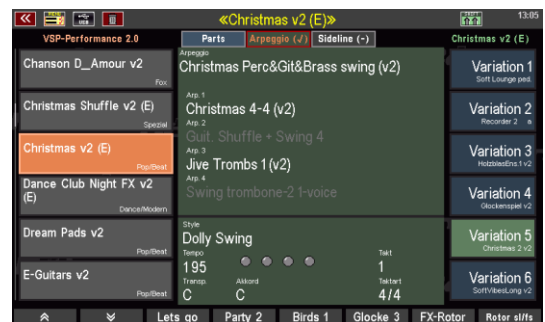 «Christmas v2 (E)»
13:05
VSP-Performance 2.0
Parts
Arpeggio (√)
Sideline (-)
Christmas v2 (E)
Chanson D_Amour v2
Fox
Christmas Shuffle v2 (E)
Speziel
Christmas v2 (E)
Pop/Beat
Dance Club Night FX v2
(E)
Dance/Modern
Dream Pads v2
Pop/Beat
E-Guitars v2
Pop/Beat
Arpeggio
Christmas Perc&Git&Brass swing (v2)
Arp. 1
Christmas 4-4 (v2)
Arp. 2
Guit. Shuffle + Swing 4
Arp. 3
Jive Trombs 1 (v2)
Arp. 4
Swing trombone-2 1-voice
Style
Dolly Swing
Tempo
Takt
195
1
Transp.
Akkord
Taktart
C
C
4/4
Variation 1
Soft Lounge ped.
Variation 2
Recorder 2 a
Variation 3
HolzblasEns.1 v2
Variation 4
Glockenspiel v2
Variation 5
Christmas 2 v2
Variation 6
SoftVibesLong v2
Lets go
Party 2
Birds 1
Glocke 3
FX-Rotor
Rotor sl/fs